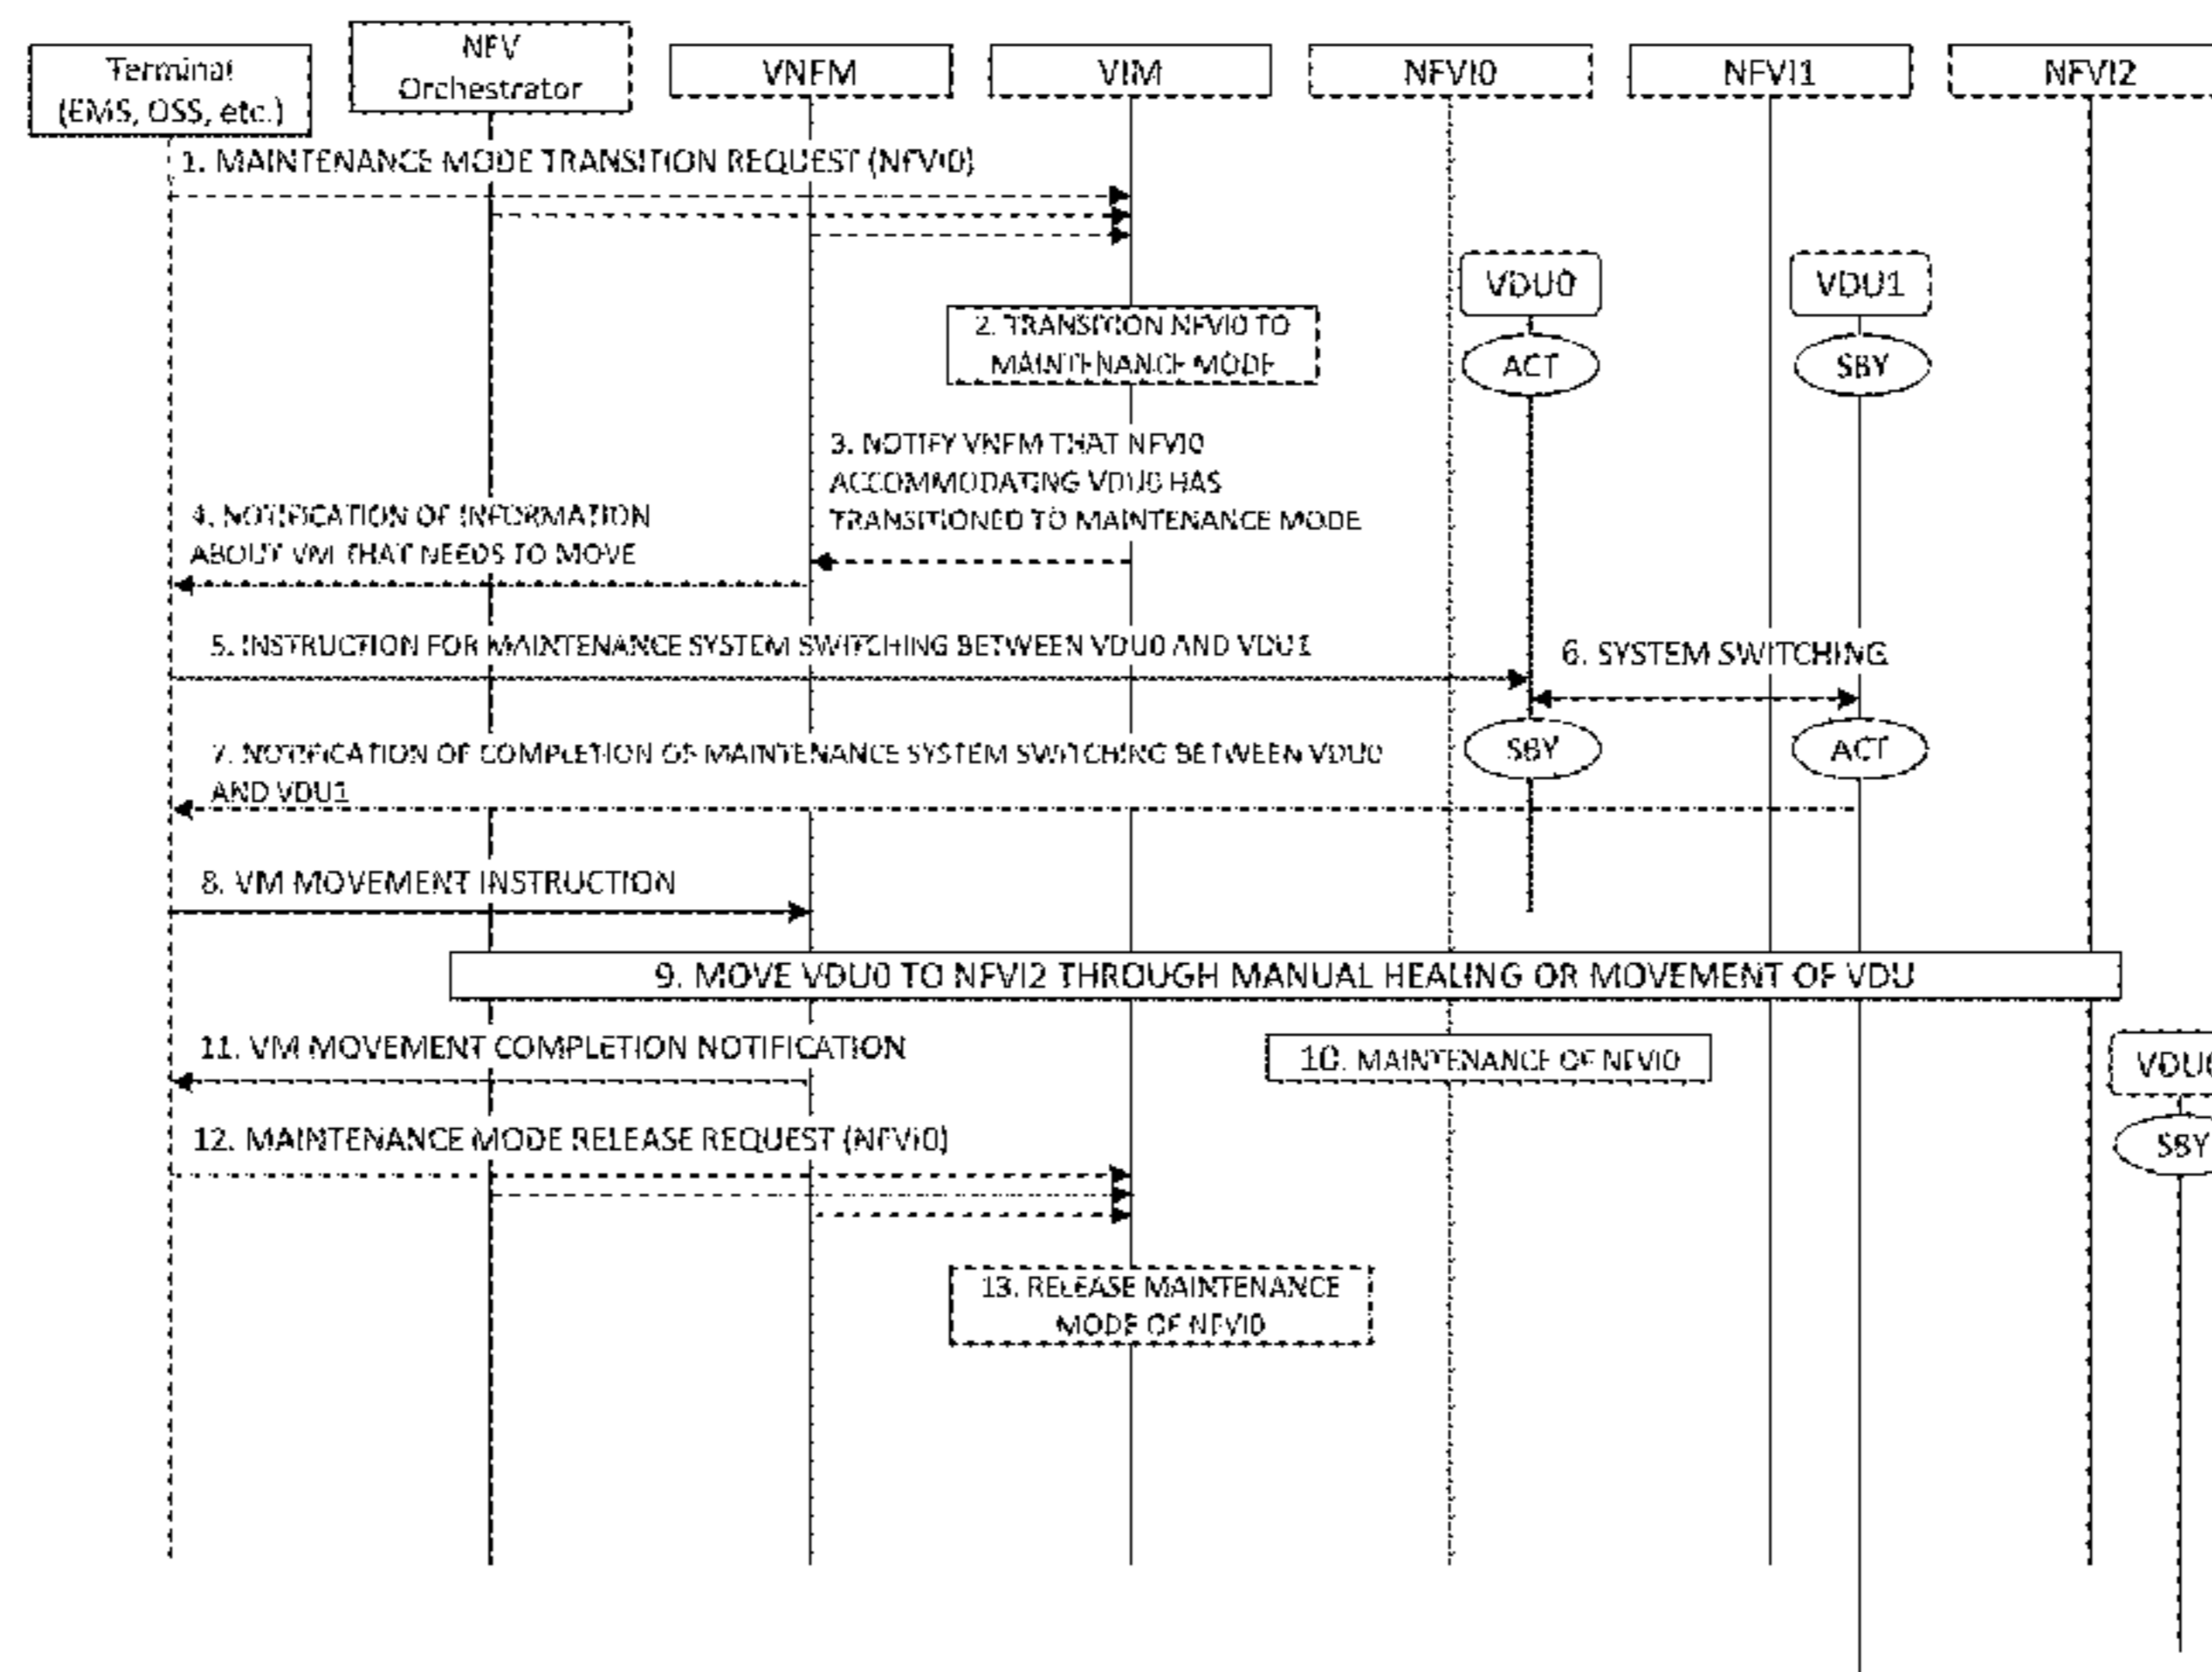 Terminal
(EMS, OSS, etc.)
NFV
Orchestrator
VNFM
VIM
NFVI0
NFVI1
NFVI2
1. MAINTENANCE MODE TRANSITION REQUEST (NFVI0)
VDU0
VDU1
2. TRANSITION NFVI0 TO
MAINTENANCE MODE
ACT
SBY
3. NOTIFY VNFM THAT NFVI0
ACCOMMODATING VDU0 HAS
TRANSITIONED TO MAINTENANCE MODE
4. NOTIFICATION OF INFORMATION
ABOUT VM THAT NEEDS TO MOVE
5. INSTRUCTION FOR MAINTENANCE SYSTEM SWITCHING BETWEEN VDU0 AND VDU1
6. SYSTEM SWITCHING
7. NOTIFICATION OF COMPLETION OF MAINTENANCE SYSTEM SWITCHING BETWEEN VDU0
AND VDU1
SBY
ACT
8. VM MOVEMENT INSTRUCTION
9. MOVE VDU0 TO NFVI2 THROUGH MANUAL HEALING OR MOVEMENT OF VDU
11. VM MOVEMENT COMPLETION NOTIFICATION
10. MAINTENANCE OF NFVI0
12. MAINTENANCE MODE RELEASE REQUEST (NFVI0)
SBY
13. RELEASE MAINTENANCE
MODE OF NFVI0